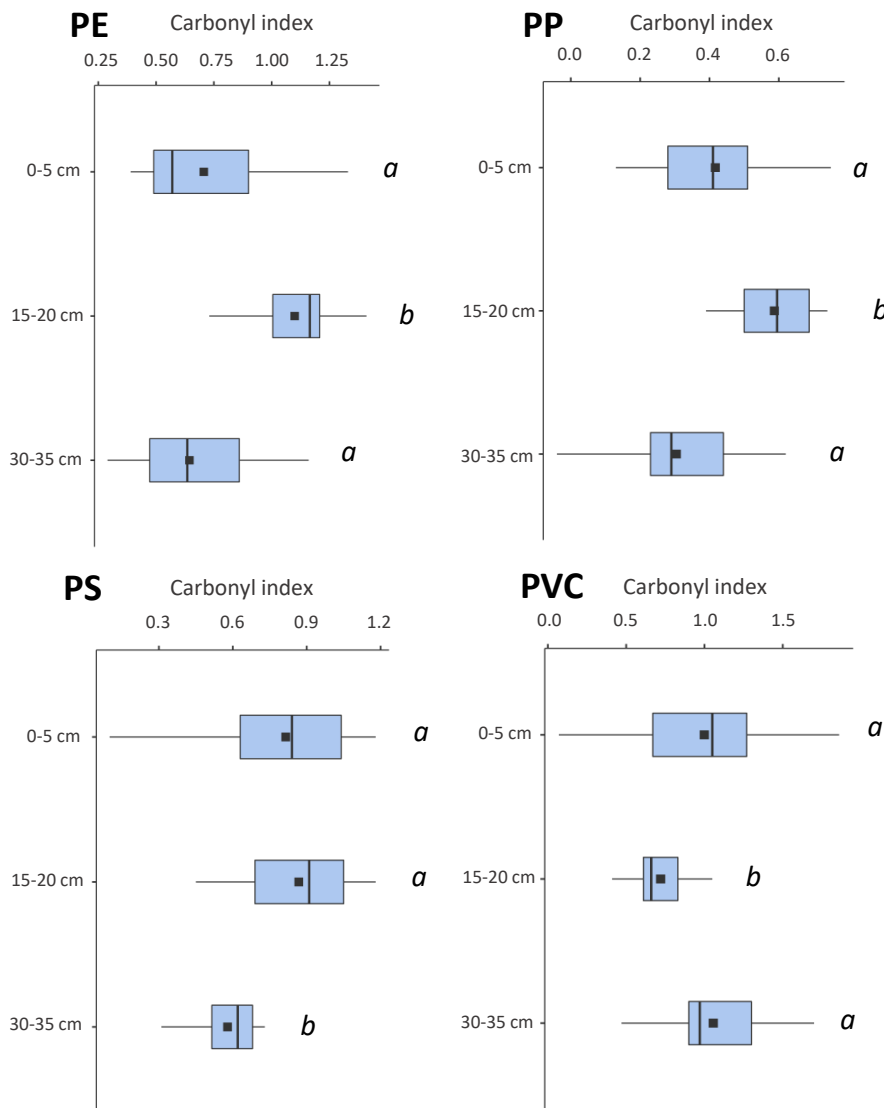 PE Carbonyl index
0.25 0.50 0.75 1.00 1.25
0-5 cm a
15-20 cm b
30-35 cm a
PP Carbonyl index
0.0 0.2 0.4 0.6
0-5 cm a
15-20 cm b
30-35 cm a
PS Carbonyl index
0.3 0.6 0.9 1.2
0-5 cm a
15-20 cm a
30-35 cm b
PVC Carbonyl index
0.0 0.5 1.0 1.5
0-5 cm a
15-20 cm b
30-35 cm a